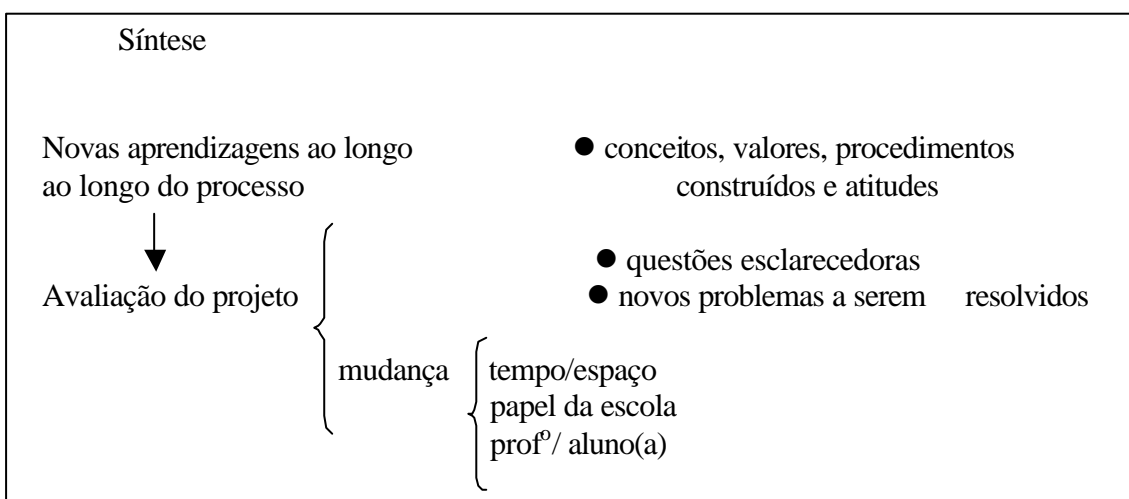 Síntese
Novas aprendizagens ao longo
ao longo do processo
● conceitos, valores, procedimentos
construídos e atitudes
Avaliação do projeto
● questões esclarecedoras
● novos problemas a serem resolvidos
mudança
tempo/espaço
papel da escola
profº/ aluno(a)